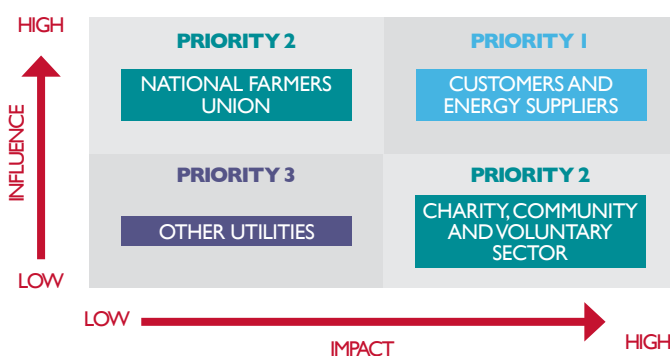 HIGH
PRIORITY 2
NATIONAL FARMERS
UNION
PRIORITY 1
CUSTOMERS AND
ENERGY SUPPLIERS
INFLUENCE
PRIORITY 3
OTHER UTILITIES
PRIORITY 2
CHARITY, COMMUNITY
AND VOLUNTARY
SECTOR
LOW
LOW
IMPACT
HIGH